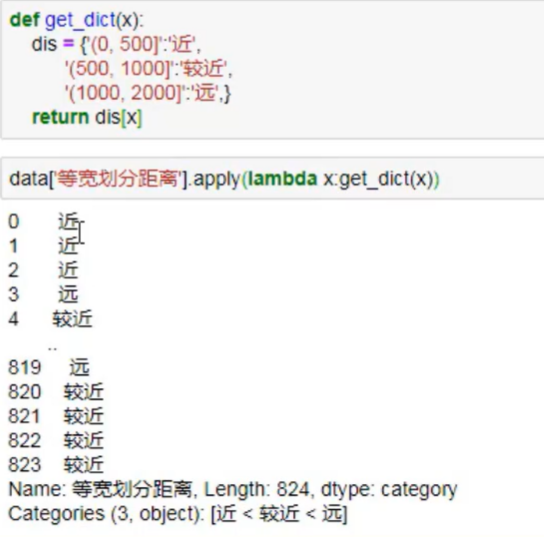 def get_dict(x):
dis = {'(0, 500]':'近',
'(500, 1000]':'较近',
'(1000, 2000]':'远',}
return dis[x]
data['等宽划分距离'].apply(lambda x:get_dict(x))
0 近
1 近
2 近
3 远
4 较近
..
819 远
820 较近
821 较近
822 较近
823 较近
Name: 等宽划分距离, Length: 824, dtype: category
Categories (3, object): [近 < 较近 < 远]